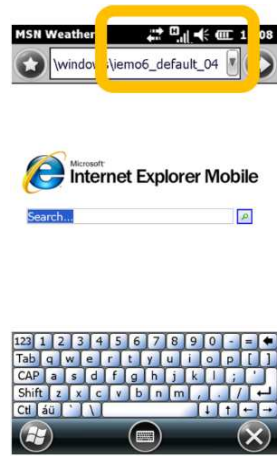 MSN Weather
H
\windows\iemo6_default_04
Microsoft
Internet Explorer Mobile
Search...
123 1 2 3 4 5 6 7 8 9 0 - =
Tab q w e r t y u i o p [ ]
CAP a s d f g h j k l ; '
Shift z x c v b n m , . /
Ctl áü ` \